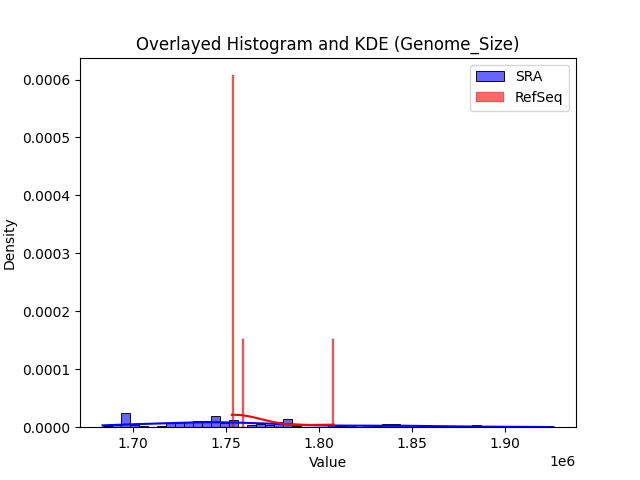 Overlayed Histogram and KDE (Genome_Size)
SRA
RefSeq
0.0006
0.0005
0.0004
0.0003
0.0002
0.0001
0.0000
Density
1.70 1.75 1.80 1.85 1.90
Value
1e6